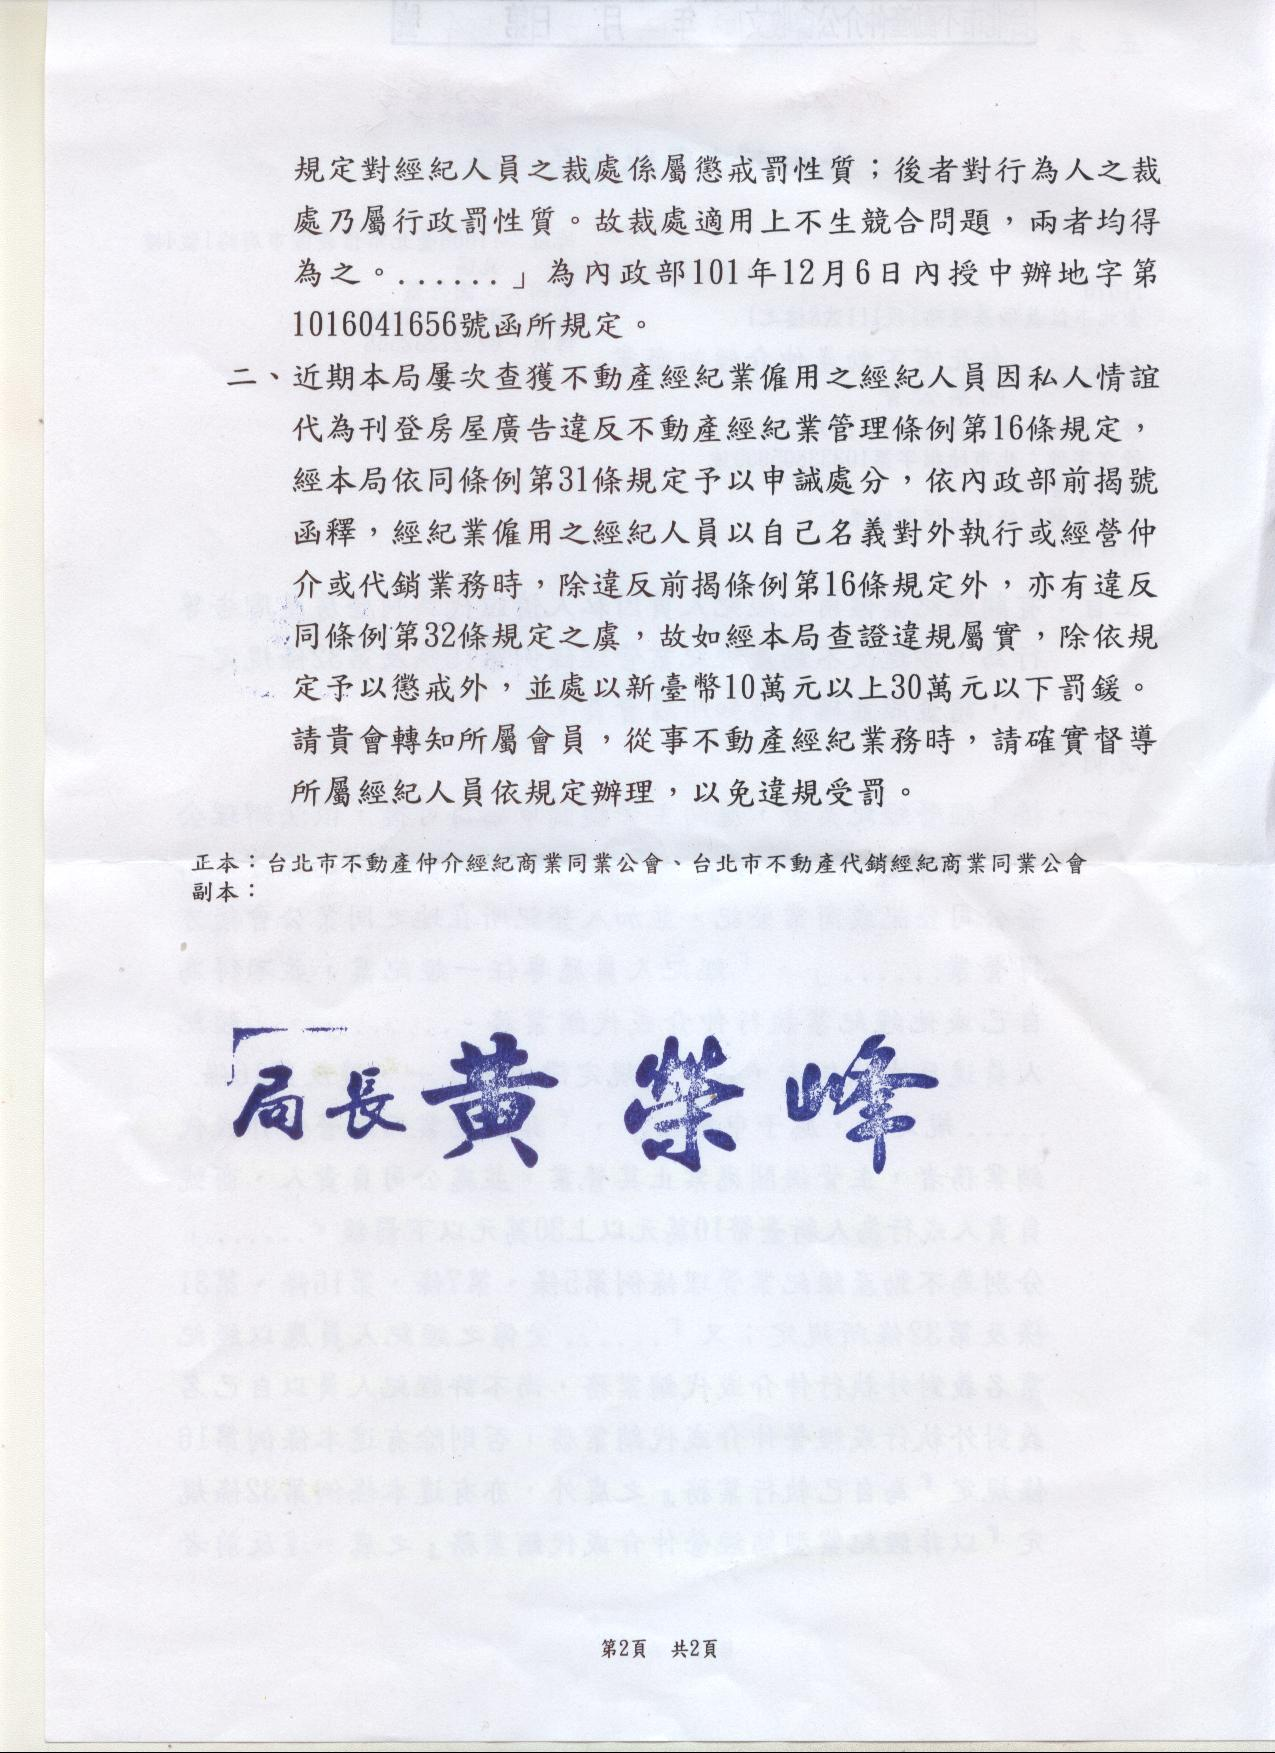 規定對經紀人員之裁處係屬懲戒罰性質；後者對行為人之裁
處乃屬行政罰性質。故裁處適用上不生競合問題，兩者均得
為之。......」為內政部101年12月6日內授中辦地字第
1016041656號函所規定。
二、近期本局屢次查獲不動產經紀業僱用之經紀人員因私人情誼
代為刊登房屋廣告違反不動產經紀業管理條例第16條規定，
經本局依同條例第31條規定予以申誡處分，依內政部前揭號
函釋，經紀業僱用之經紀人員以自己名義對外執行或經營仲
介或代銷業務時，除違反前揭條例第16條規定外，亦有違反
同條例第32條規定之虞，故如經本局查證違規屬實，除依規
定予以懲戒外，並處以新臺幣10萬元以上30萬元以下罰鍰。
請貴會轉知所屬會員，從事不動產經紀業務時，請確實督導
所屬經紀人員依規定辦理，以免違規受罰。
正本：台北市不動產仲介經紀商業同業公會、台北市不動產代銷經紀商業同業公會
副本：
局長 黃榮峰
第2頁 共2頁